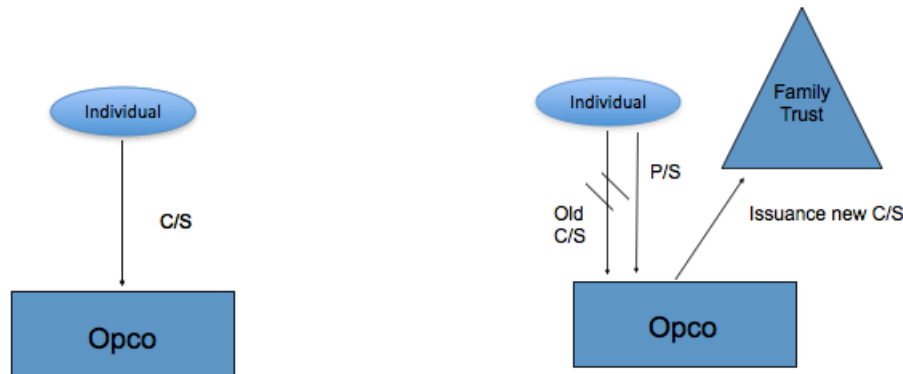 Individual
C/S
Opco
Individual
Family
Trust
P/S
Old
C/S
Issuance new C/S
Opco